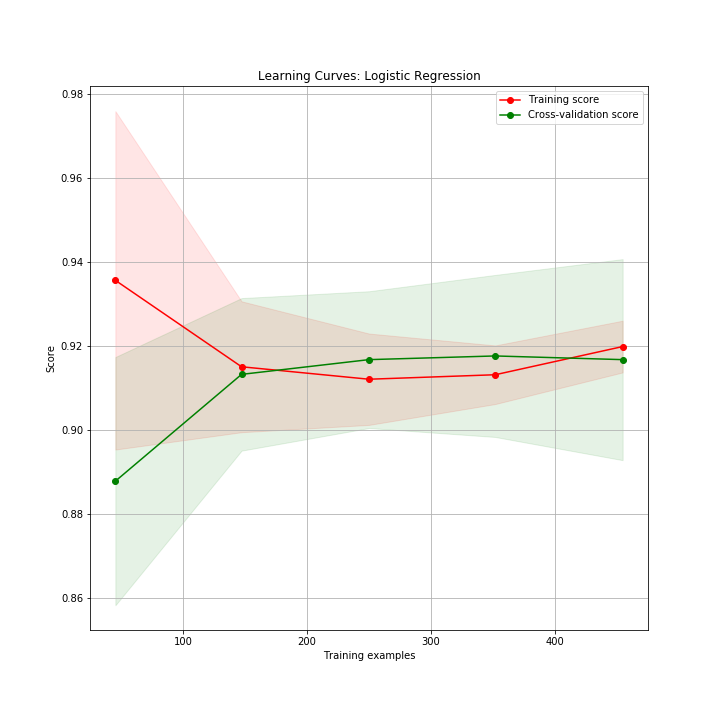 Learning Curves: Logistic Regression
Training score
Cross-validation score
0.98
0.96
0.94
0.92
0.90
0.88
0.86
Score
100 200 300 400
Training examples